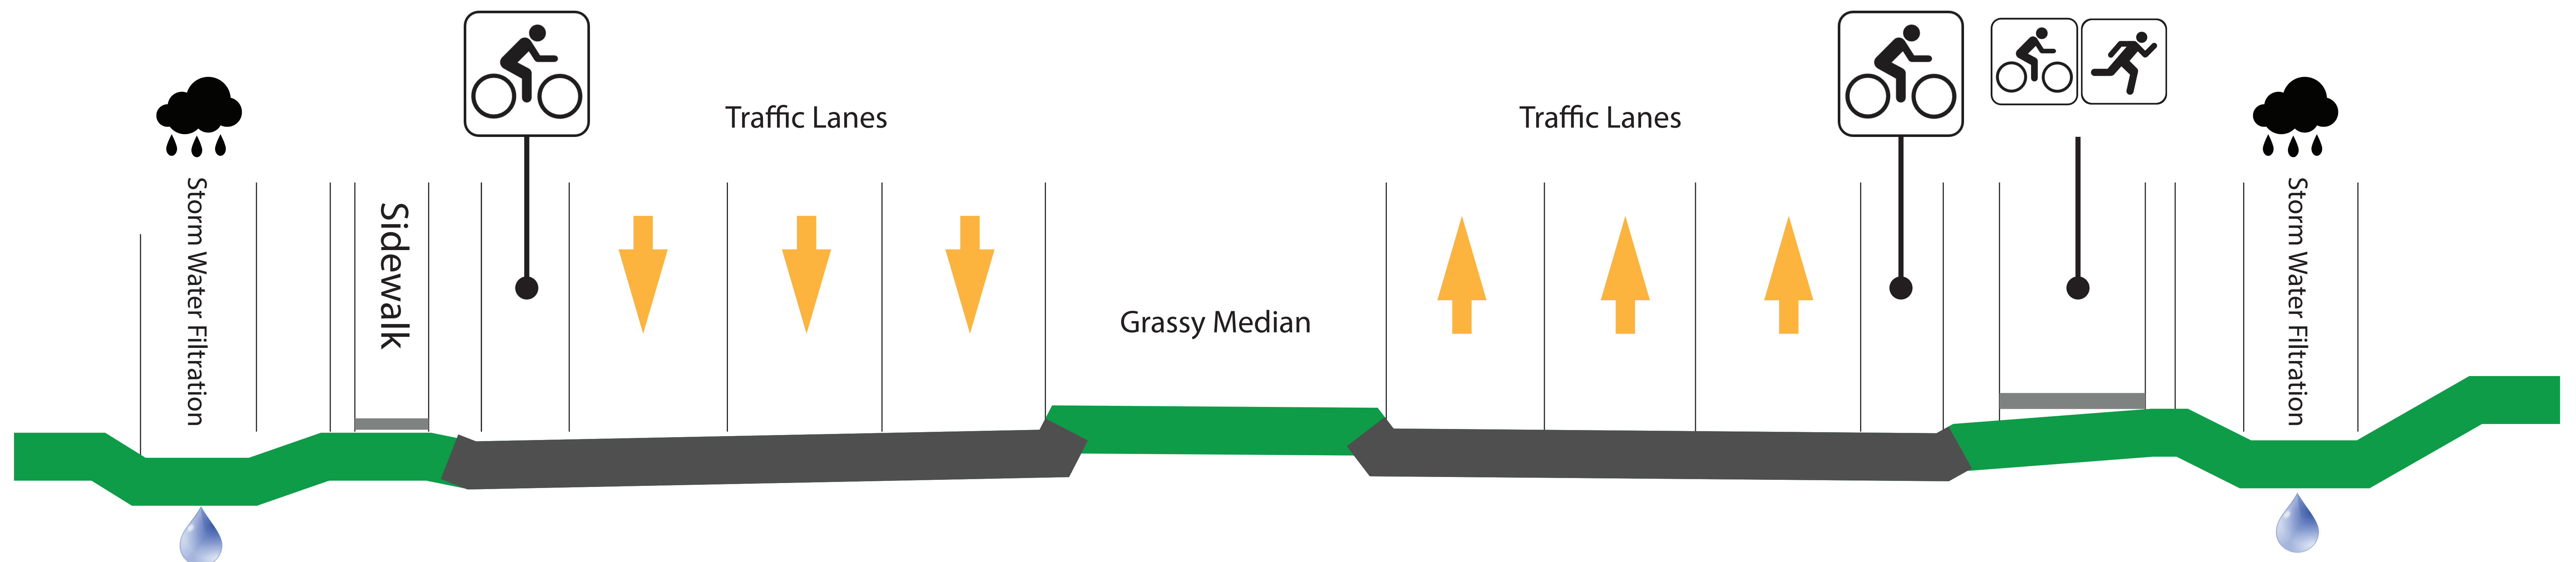 Storm Water Filtration
Sidewalk
Traffic Lanes
Grassy Median
Traffic Lanes
Storm Water Filtration